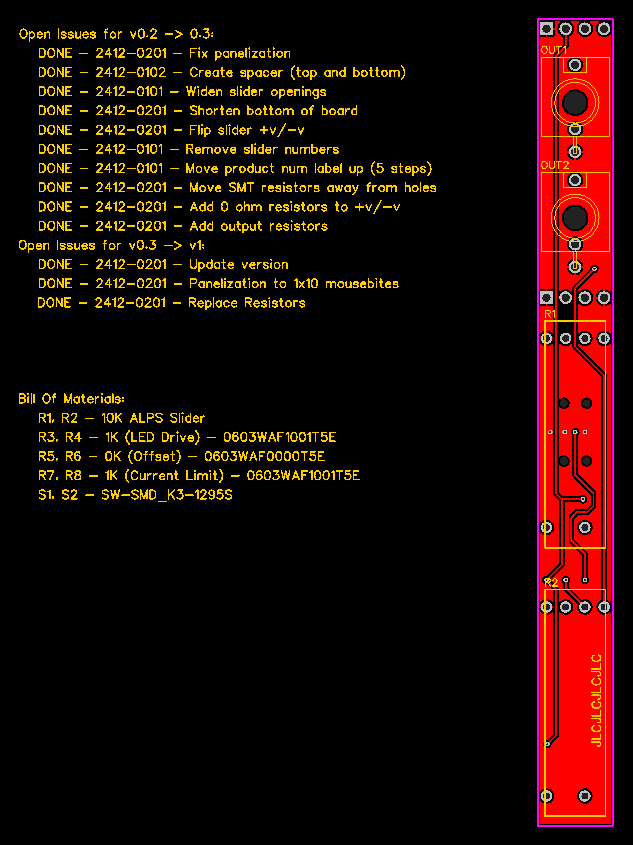 Open Issues for v0.2 -> 0.3:
DONE - 2412-0201 - Fix panelization
DONE - 2412-0102 - Create spacer (top and bottom)
DONE - 2412-0101 - Widen slider openings
DONE - 2412-0201 - Shorten bottom of board
DONE - 2412-0201 - Flip slider +v/-v
DONE - 2412-0101 - Remove slider numbers
DONE - 2412-0101 - Move product num label up (5 steps)
DONE - 2412-0201 - Move SMT resistors away from holes
DONE - 2412-0201 - Add 0 ohm resistors to +v/-v
DONE - 2412-0201 - Add output resistors
Open Issues for v0.3 -> v1:
DONE - 2412-0201 - Update version
DONE - 2412-0201 - Panelization to 1x10 mousebites
DONE - 2412-0201 - Replace Resistors
Bill Of Materials:
R1, R2 - 10K ALPS Slider
R3, R4 - 1K (LED Drive) - 0603WAF1001T5E
R5, R6 - 0K (Offset) - 0603WAF0000T5E
R7, R8 - 1K (Current Limit) - 0603WAF1001T5E
S1, S2 - SW-SMD_K3-1295S
OUT1
OUT2
R1
R2
JLCJLCJLCJLC